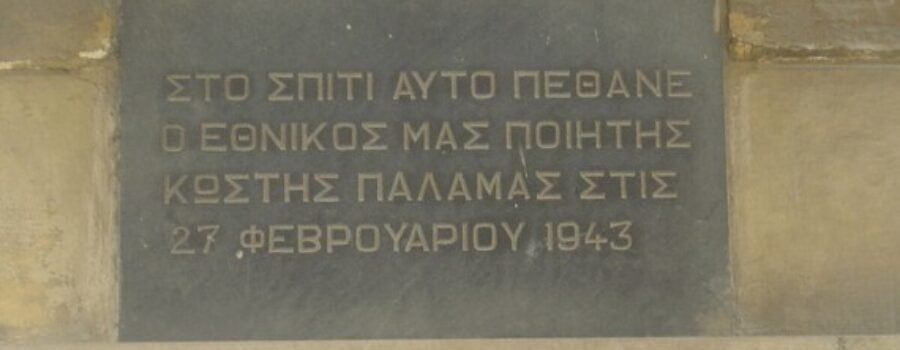 ΣΤΟ ΣΠΙΤΙ ΑΥΤΟ ΠΕΘΑΝΕ
Ο ΕΘΝΙΚΟΣ ΜΑΣ ΠΟΙΗΤΗΣ
ΚΩΣΤΗΣ ΠΑΛΑΜΑΣ ΣΤΙΣ
27 ΦΕΒΡΟΥΑΡΙΟΥ 1943